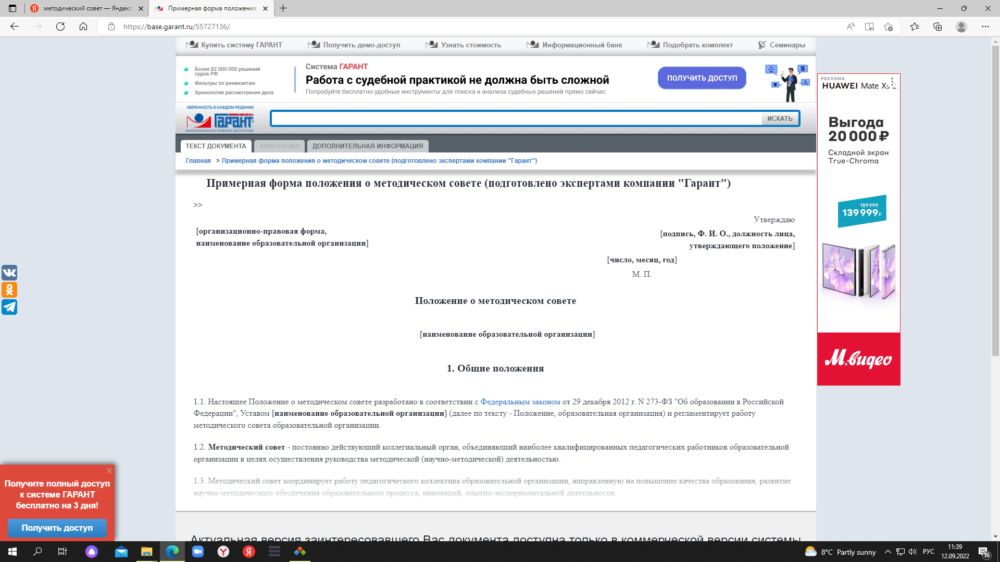 методический совет — Яндекс
Примерная форма положения
https://base.garant.ru/55727136/
Купить систему ГАРАНТ
Получить демо-доступ
Узнать стоимость
Информационный банк
Подобрать комплект
Семинары
Более 82 000 000 решений
судов РФ
Фильтры по реквизитам
Хронология рассмотрения дела
Система ГАРАНТ
Работа с судебной практикой не должна быть сложной
Попробуйте бесплатно удобные инструменты для поиска и анализа судебных решений прямо сейчас
ПОЛУЧИТЬ ДОСТУП
УВЕРЕННОСТЬ В КАЖДОМ РЕШЕНИИ
ГАРАНТ
ИНФОРМАЦИОННО-ПРАВОВОЕ ОБЕСПЕЧЕНИЕ
ИСКАТЬ
ТЕКСТ ДОКУМЕНТА
АННОТАЦИЯ
ДОПОЛНИТЕЛЬНАЯ ИНФОРМАЦИЯ
Главная > Примерная форма положения о методическом совете (подготовлено экспертами компании "Гарант")
Примерная форма положения о методическом совете (подготовлено экспертами компании "Гарант")
>>
Утверждаю
[организационно-правовая форма,
наименование образовательной организации]
[подпись, Ф. И. О., должность лица,
утверждающего положение]
[число, месяц, год]
М. П.
Положение о методическом совете
[наименование образовательной организации]
1. Общие положения
1.1. Настоящее Положение о методическом совете разработано в соответствии с Федеральным законом от 29 декабря 2012 г. N 273-ФЗ "Об образовании в Российской
Федерации", Уставом [наименование образовательной организации] (далее по тексту - Положение, образовательная организация) и регламентирует работу
методического совета образовательной организации.
1.2. Методический совет - постоянно действующий коллегиальный орган, объединяющий наиболее квалифицированных педагогических работников образовательной
организации в целях осуществления руководства методической (научно-методической) деятельностью.
1.3. Методический совет координирует работу педагогического коллектива образовательной организации, направленную на повышение качества образования, развитие
научно-методического обеспечения образовательного процесса, инноваций, опытно-экспериментальной деятельности.
Актуальная версия заинтересовавшего Вас документа доступна только в коммерческой версии системы
РЕКЛАМА
HUAWEI Mate Xs 2
Выгода
20 000 ₽
Складной экран
True-Chroma
159 999
139 999₽
М.видео
Получите полный доступ
к системе ГАРАНТ
бесплатно на 3 дня!
Получить доступ
8°C Partly sunny
РУС
11:39
12.09.2022
16